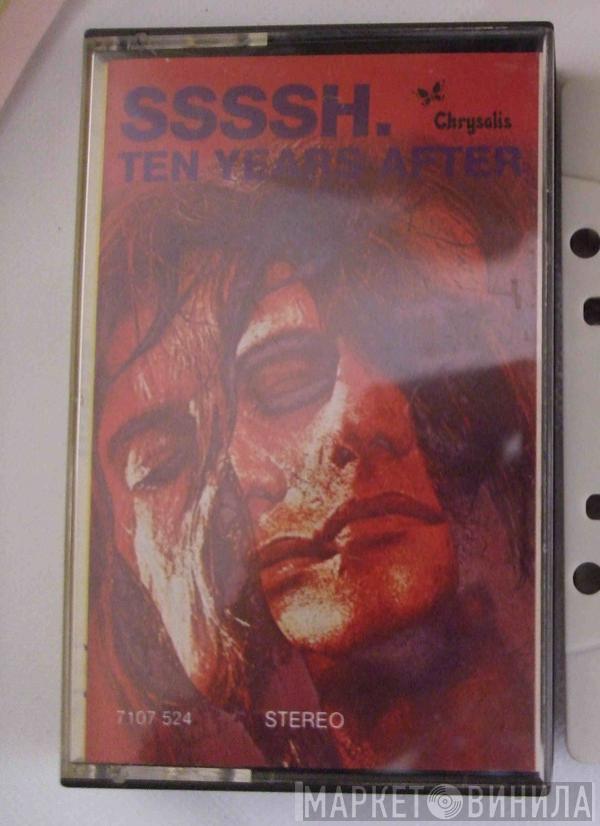 SSSSH.
Chrysalis
TEN YEARS AFTER
7107 524 STEREO
МАРКЕТ ВИНИЛА